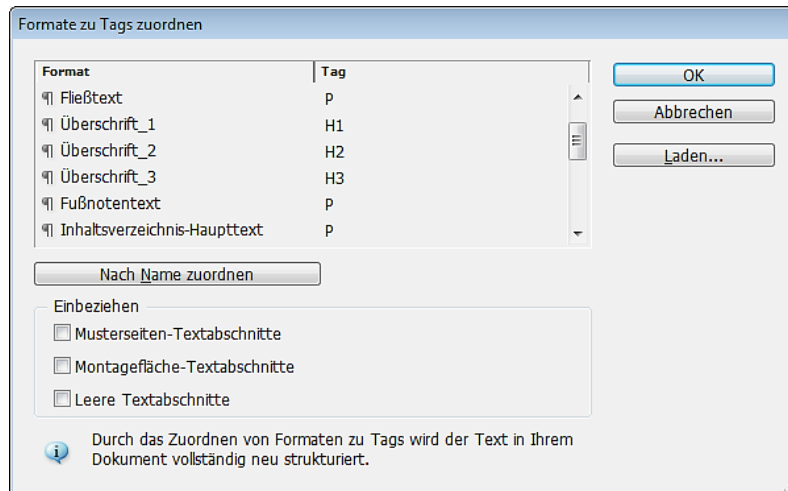 Formate zu Tags zuordnen
Format Tag
¶ Fließtext P
¶ Überschrift_1 H1
¶ Überschrift_2 H2
¶ Überschrift_3 H3
¶ Fußnotentext P
¶ Inhaltsverzeichnis-Haupttext P
OK
Abbrechen
Laden...
Nach Name zuordnen
Einbeziehen
Musterseiten-Textabschnitte
Montagefläche-Textabschnitte
Leere Textabschnitte
Durch das Zuordnen von Formaten zu Tags wird der Text in Ihrem
Dokument vollständig neu strukturiert.